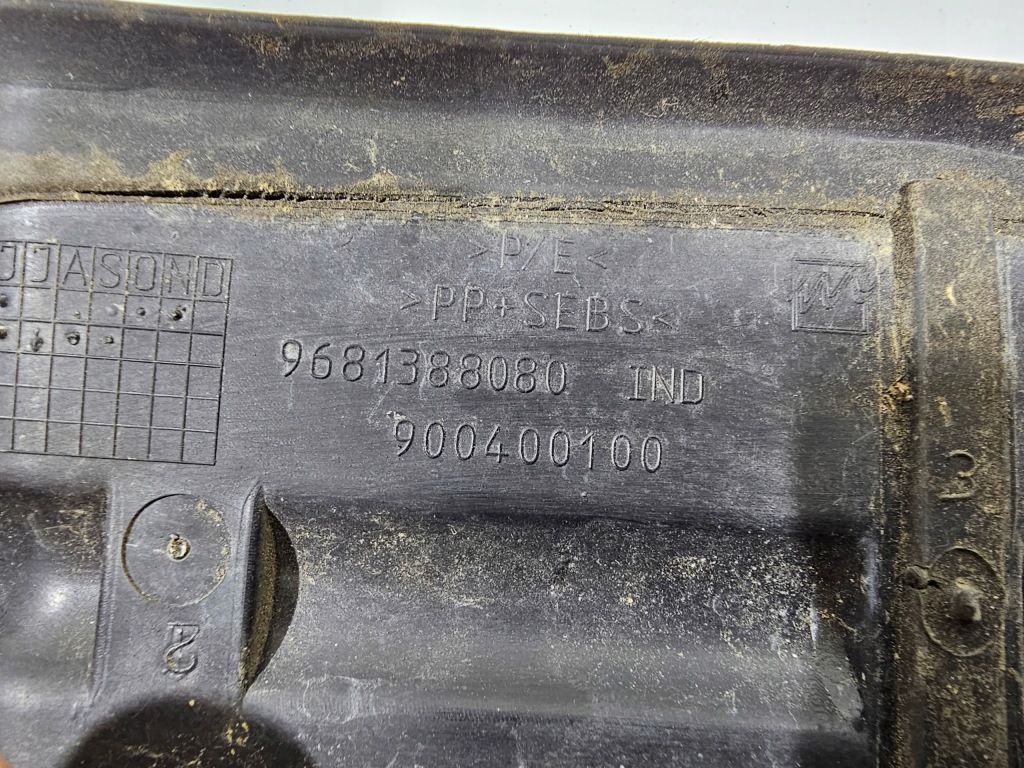 JJASOND
>P/E<
>PP+SEBS<
9681388080 IND
900400100
3
2